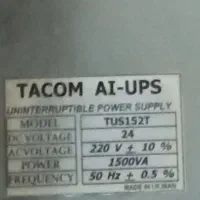 TACOM AI-UPS
UNINTERRUPTIBLE POWER SUPPLY
MODEL TUS152T
DC VOLTAGE 24
AC VOLTAGE 220 V + 10 %
POWER 1500VA
FREQUENCY 50 Hz + 0.5 %
MADE IN I.R.IRAN